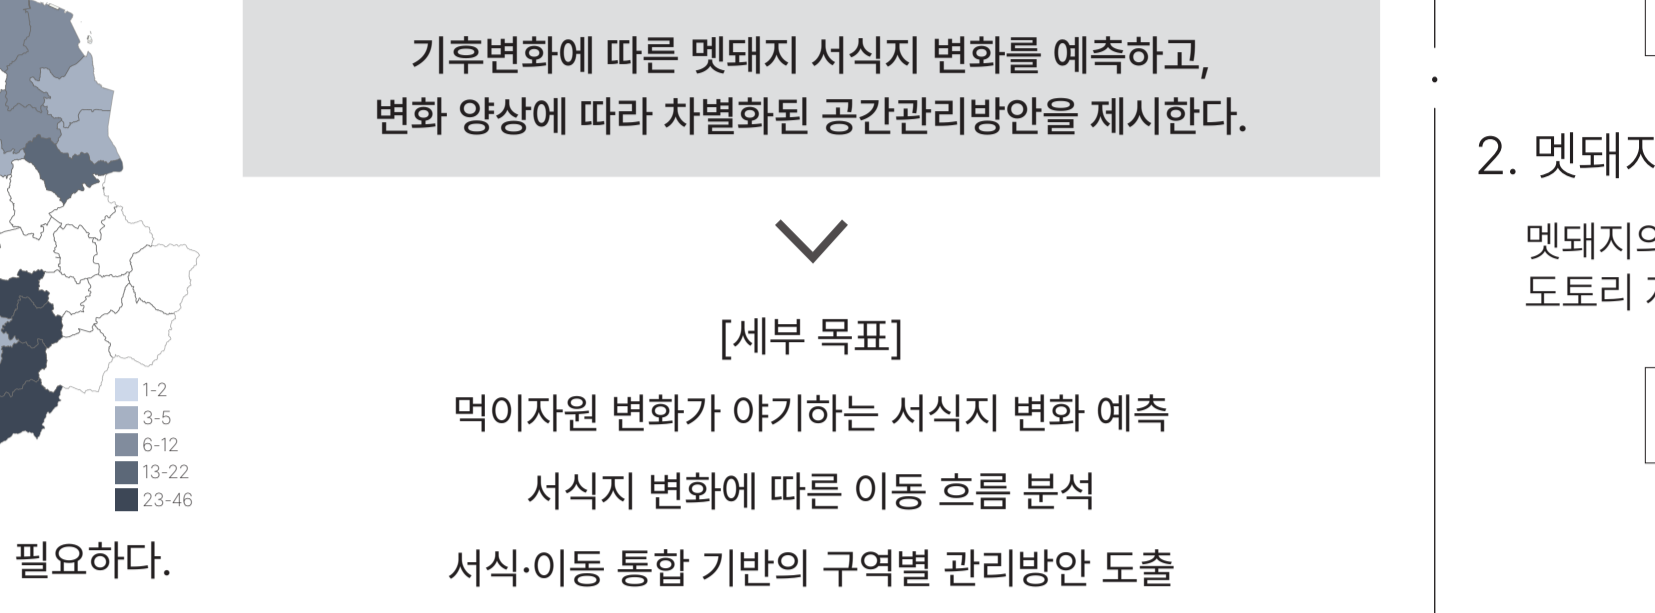 기후변화에 따른 멧돼지 서식지 변화를 예측하고,
변화 양상에 따라 차별화된 공간관리방안을 제시한다.
[세부 목표]
먹이자원 변화가 야기하는 서식지 변화 예측
서식지 변화에 따른 이동 흐름 분석
서식·이동 통합 기반의 구역별 관리방안 도출
1-2
3-5
6-12
13-22
23-46
필요하다.
2. 멧돼지
멧돼지의
도토리